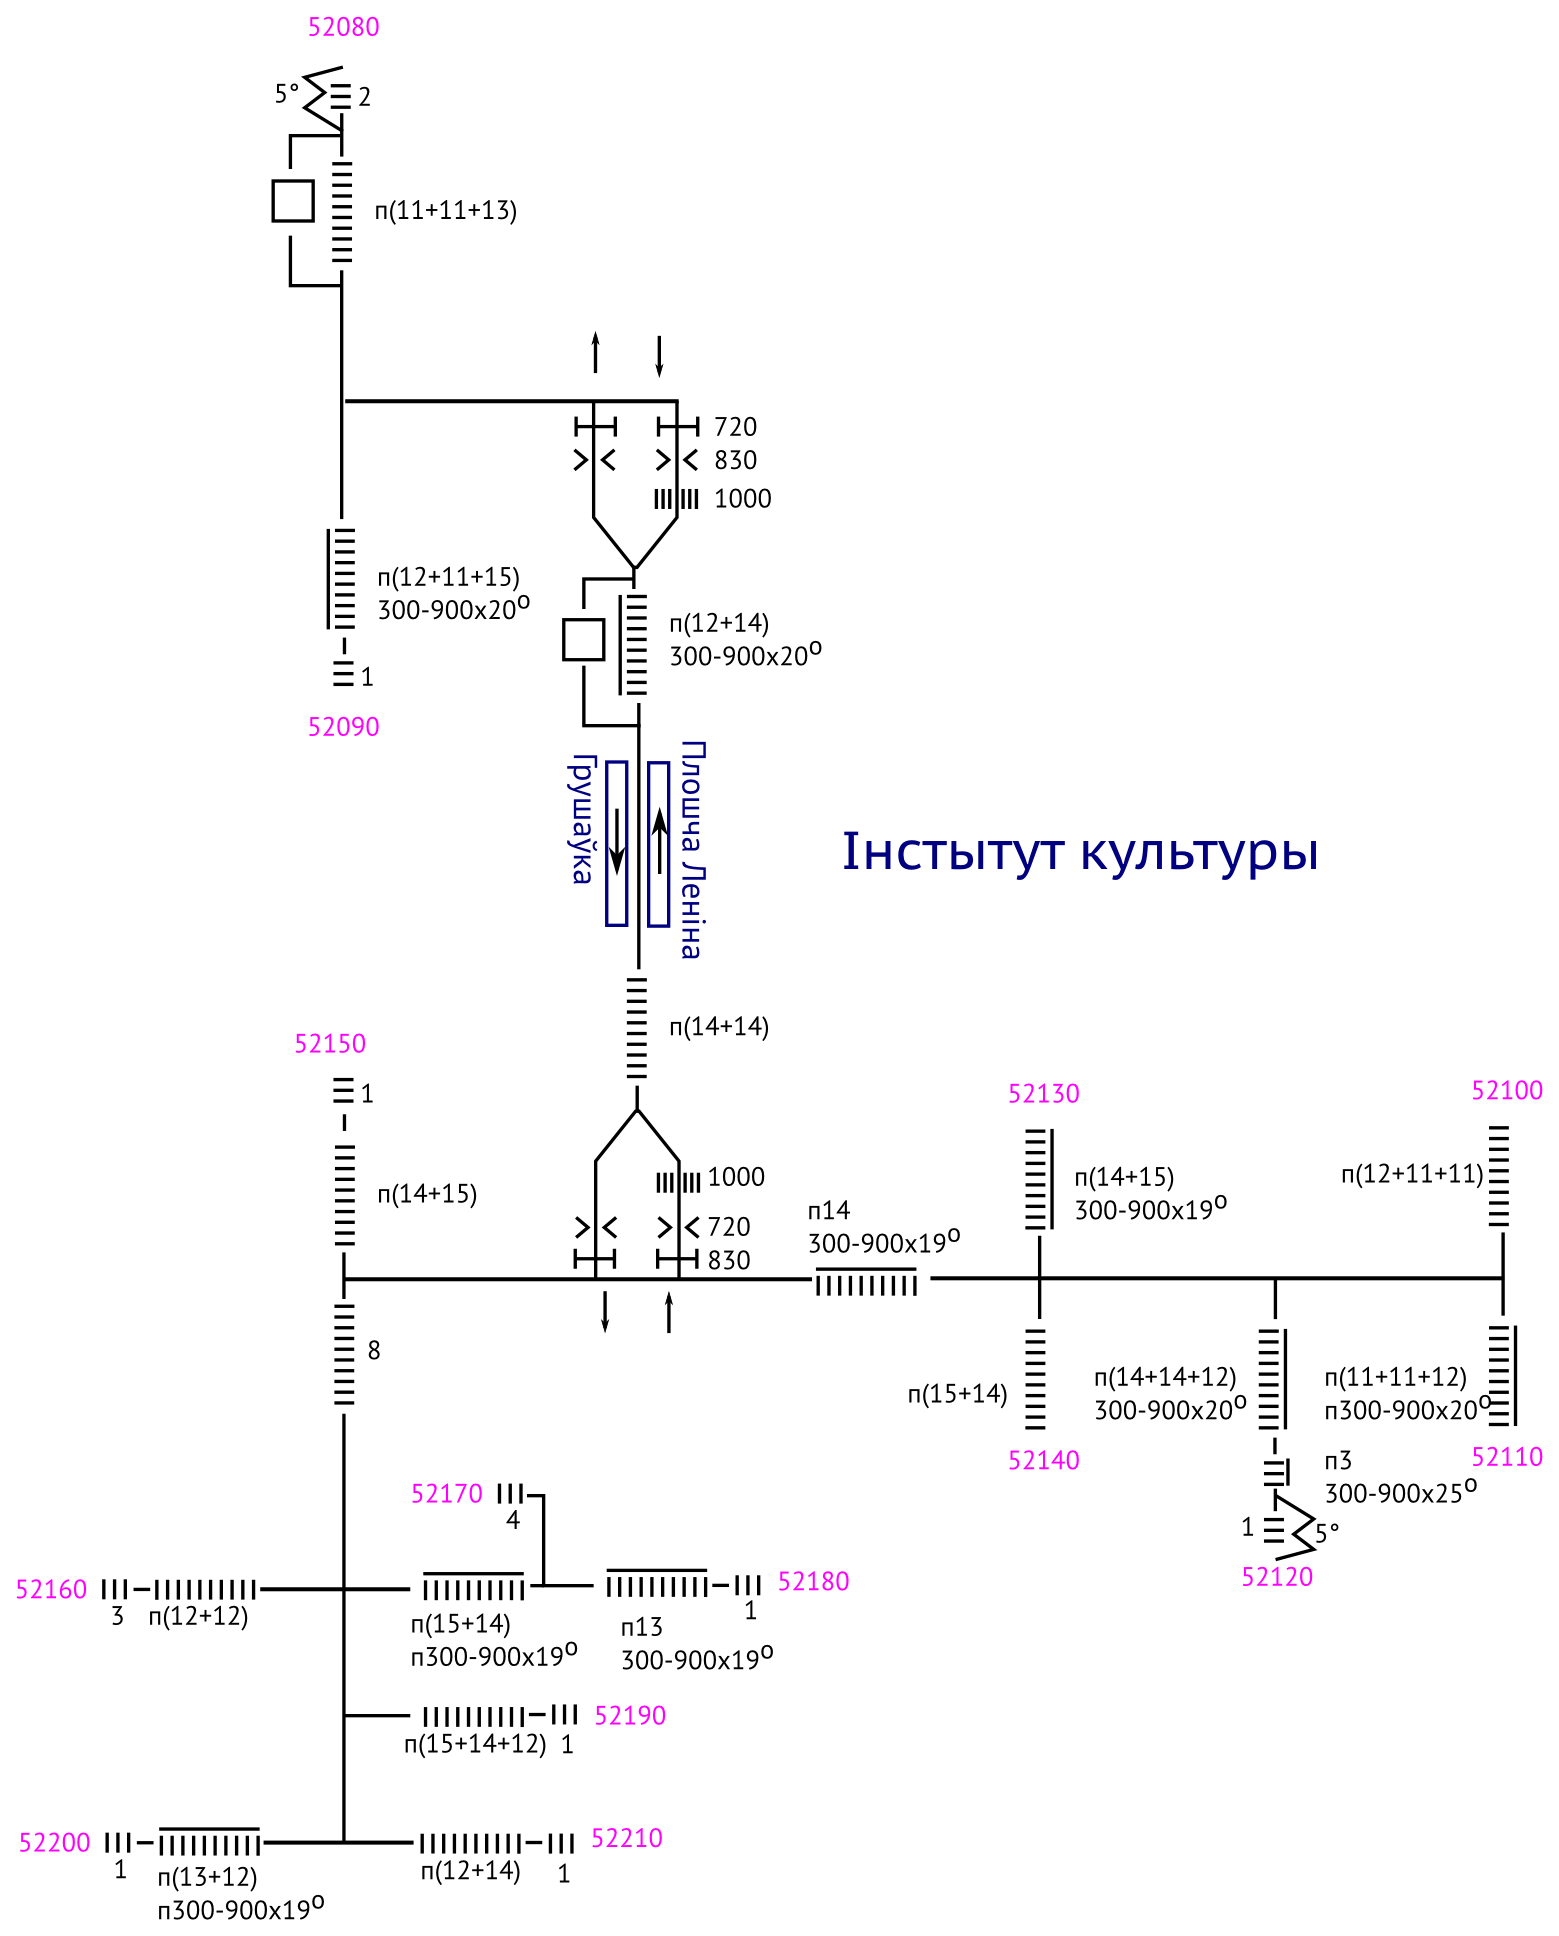 52080
5°
2
п(11+11+13)
720
830
1000
п(12+11+15)
300-900x20°
1
52090
п(12+14)
300-900x20°
Грушаўка
Плошча Леніна
Інстытут культуры
п(14+14)
52150
1
п(14+15)
1000
720
830
п14
300-900x19°
52130
п(14+15)
300-900x19°
52100
п(12+11+11)
8
п(15+14)
52140
п(14+14+12)
300-900x20°
п(11+11+12)
п300-900x20°
52110
п3
300-900x25°
1
5°
52120
52170
4
52160
3
п(12+12)
п(15+14)
п300-900x19°
п13
300-900x19°
1
52180
п(15+14+12)
1
52190
52200
1
п(13+12)
п300-900x19°
п(12+14)
1
52210